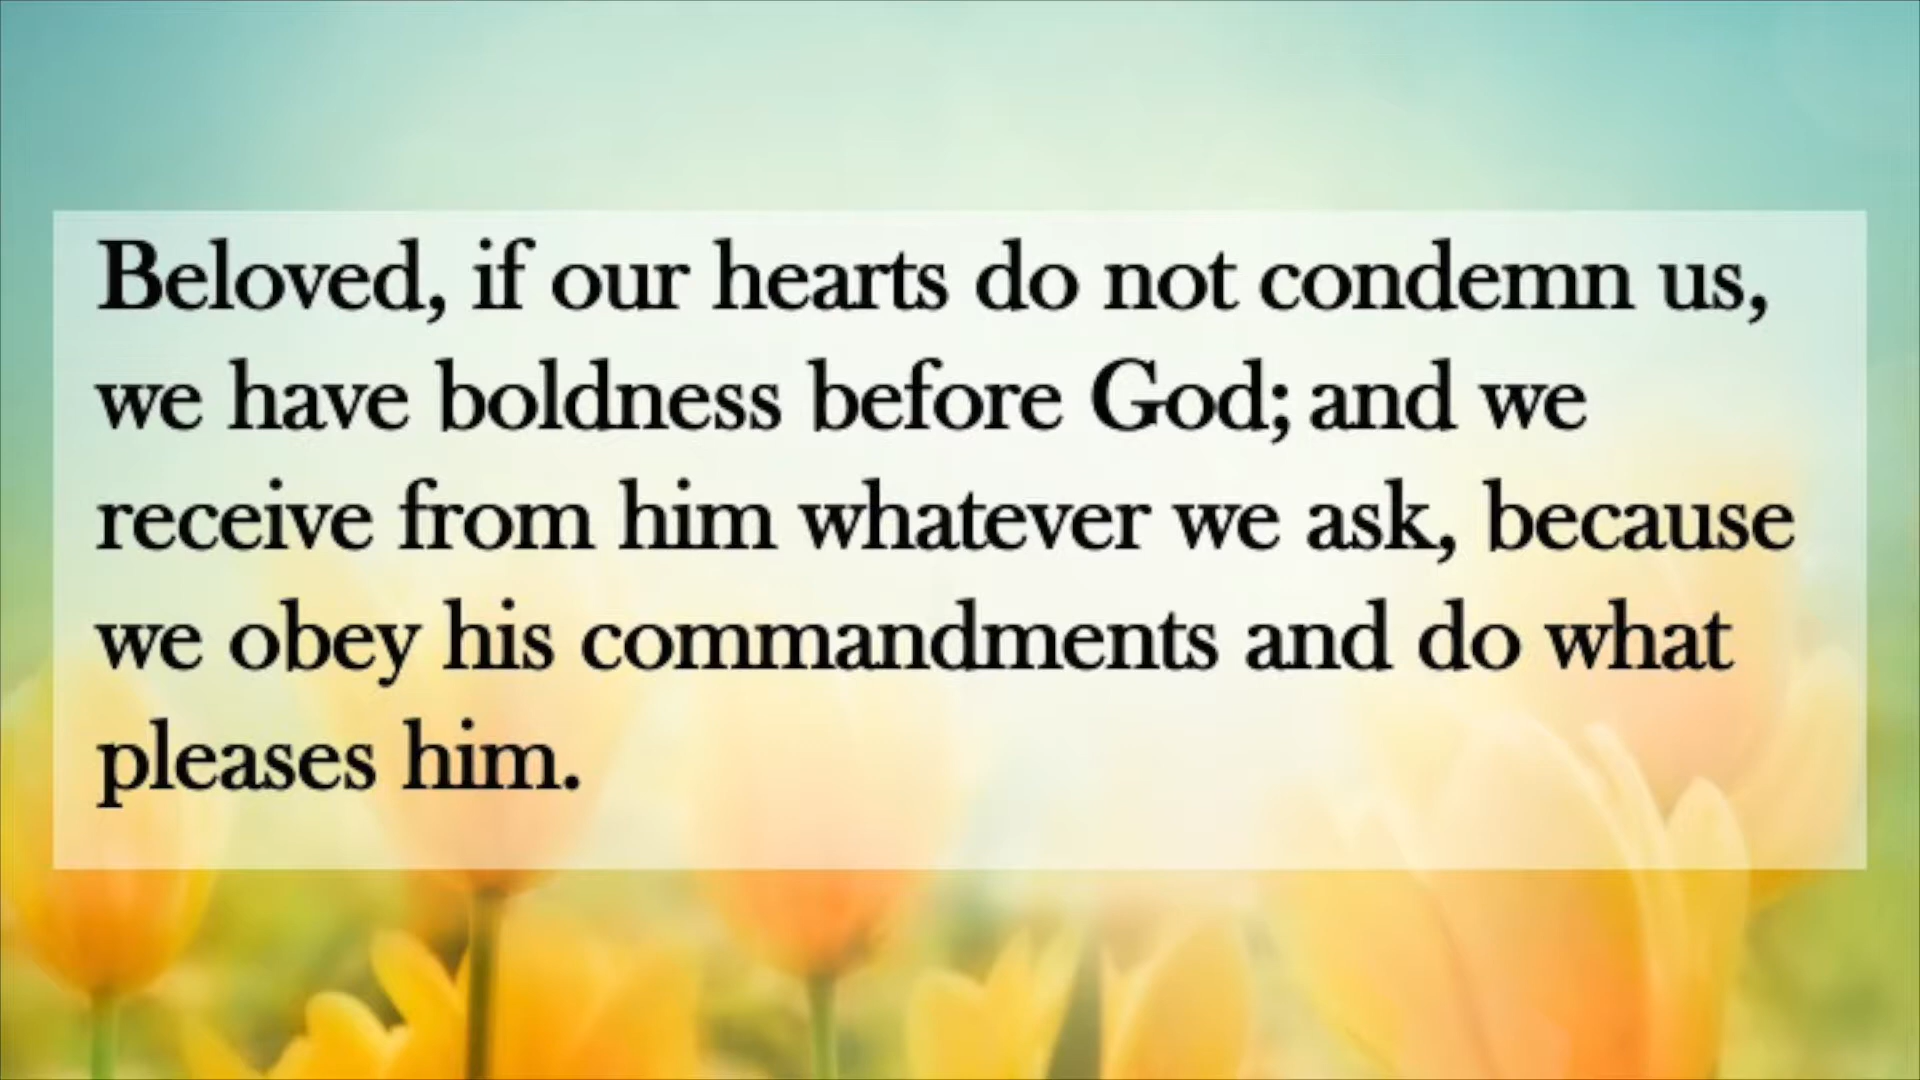 Beloved, if our hearts do not condemn us,
we have boldness before God; and we
receive from him whatever we ask, because
we obey his commandments and do what
pleases him.